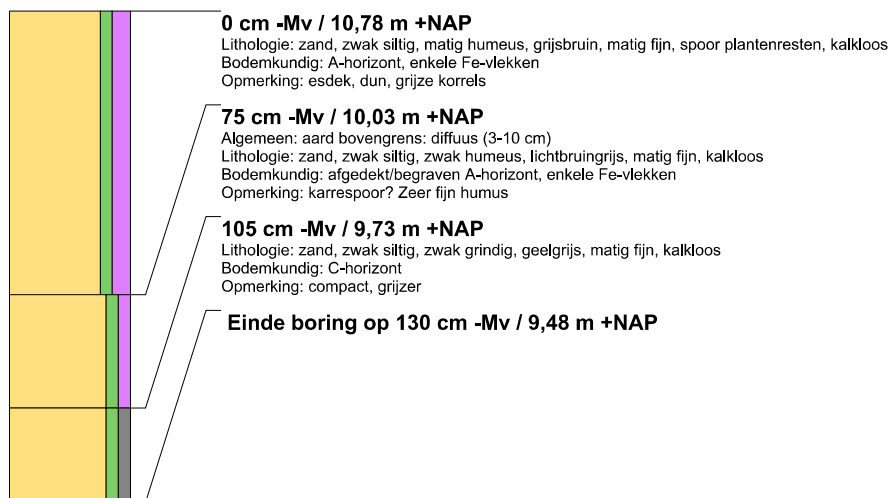 0 cm -Mv / 10,78 m +NAP
Lithologie: zand, zwak siltig, matig humeus, grijsbruin, matig fijn, spoor plantenresten, kalkloos
Bodemkundig: A-horizont, enkele Fe-vlekken
Opmerking: esdek, dun, grijze korrels
75 cm -Mv / 10,03 m +NAP
Algemeen: aard bovengrens: diffuus (3-10 cm)
Lithologie: zand, zwak siltig, zwak humeus, lichtbruingrijs, matig fijn, kalkloos
Bodemkundig: afgedekt/begraven A-horizont, enkele Fe-vlekken
Opmerking: karrespoor? Zeer fijn humus
105 cm -Mv / 9,73 m +NAP
Lithologie: zand, zwak siltig, zwak grindig, geelgrijs, matig fijn, kalkloos
Bodemkundig: C-horizont
Opmerking: compact, grijzer
Einde boring op 130 cm -Mv / 9,48 m +NAP